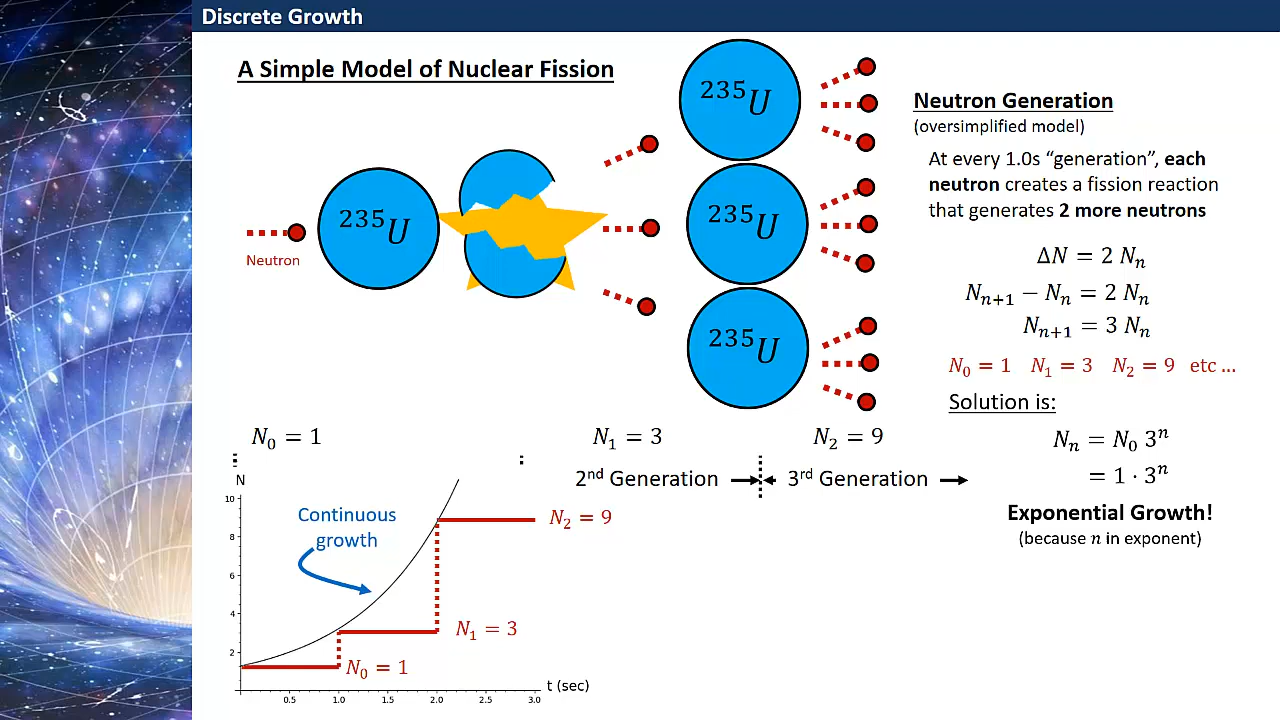 Discrete Growth
A Simple Model of Nuclear Fission
Neutron
²³⁵U
²³⁵U
²³⁵U
²³⁵U
Neutron Generation
(oversimplified model)
At every 1.0s “generation”, each
neutron creates a fission reaction
that generates 2 more neutrons
ΔN = 2 Nₙ
Nₙ₊₁ − Nₙ = 2 Nₙ
Nₙ₊₁ = 3 Nₙ
N₀ = 1 N₁ = 3 N₂ = 9 etc ...
Solution is:
Nₙ = N₀ 3ⁿ
= 1 · 3ⁿ
Exponential Growth!
(because n in exponent)
N₀ = 1 N₁ = 3 N₂ = 9
2nd Generation 3rd Generation
N
10
8
6
4
2
Continuous
growth
N₂ = 9
N₁ = 3
N₀ = 1
t (sec)
0.5 1.0 1.5 2.0 2.5 3.0